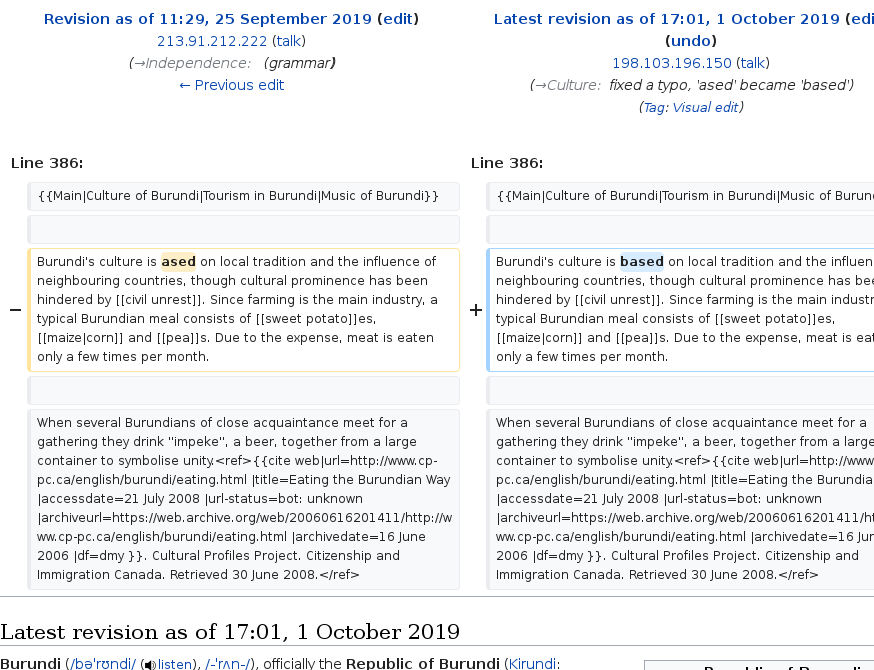 Revision as of 11:29, 25 September 2019 (edit)
213.91.212.222 (talk)
(→Independence: (grammar)
← Previous edit
Latest revision as of 17:01, 1 October 2019 (edi
(undo)
198.103.196.150 (talk)
(→Culture: fixed a typo, 'ased' became 'based')
(Tag: Visual edit)
Line 386:
{{Main|Culture of Burundi|Tourism in Burundi|Music of Burundi}}
− Burundi's culture is ased on local tradition and the influence of
neighbouring countries, though cultural prominence has been
hindered by [[civil unrest]]. Since farming is the main industry, a
typical Burundian meal consists of [[sweet potato]]es,
[[maize|corn]] and [[pea]]s. Due to the expense, meat is eaten
only a few times per month.
When several Burundians of close acquaintance meet for a
gathering they drink ''impeke'', a beer, together from a large
container to symbolise unity.<ref>{{cite web|url=http://www.cp-
pc.ca/english/burundi/eating.html |title=Eating the Burundian Way
|accessdate=21 July 2008 |url-status=bot: unknown
|archiveurl=https://web.archive.org/web/20060616201411/http://w
ww.cp-pc.ca/english/burundi/eating.html |archivedate=16 June
2006 |df=dmy }}. Cultural Profiles Project. Citizenship and
Immigration Canada. Retrieved 30 June 2008.</ref>
Line 386:
{{Main|Culture of Burundi|Tourism in Burundi|Music of Burun
+ Burundi's culture is based on local tradition and the influen
neighbouring countries, though cultural prominence has bee
hindered by [[civil unrest]]. Since farming is the main industr
typical Burundian meal consists of [[sweet potato]]es,
[[maize|corn]] and [[pea]]s. Due to the expense, meat is eat
only a few times per month.
When several Burundians of close acquaintance meet for a
gathering they drink ''impeke'', a beer, together from a large
container to symbolise unity.<ref>{{cite web|url=http://www
pc.ca/english/burundi/eating.html |title=Eating the Burundia
|accessdate=21 July 2008 |url-status=bot: unknown
|archiveurl=https://web.archive.org/web/20060616201411/ht
ww.cp-pc.ca/english/burundi/eating.html |archivedate=16 Jun
2006 |df=dmy }}. Cultural Profiles Project. Citizenship and
Immigration Canada. Retrieved 30 June 2008.</ref>
Latest revision as of 17:01, 1 October 2019
Burundi (/bəˈrʊndi/ (listen), /-ˈrʌn-/), officially the Republic of Burundi (Kirundi: